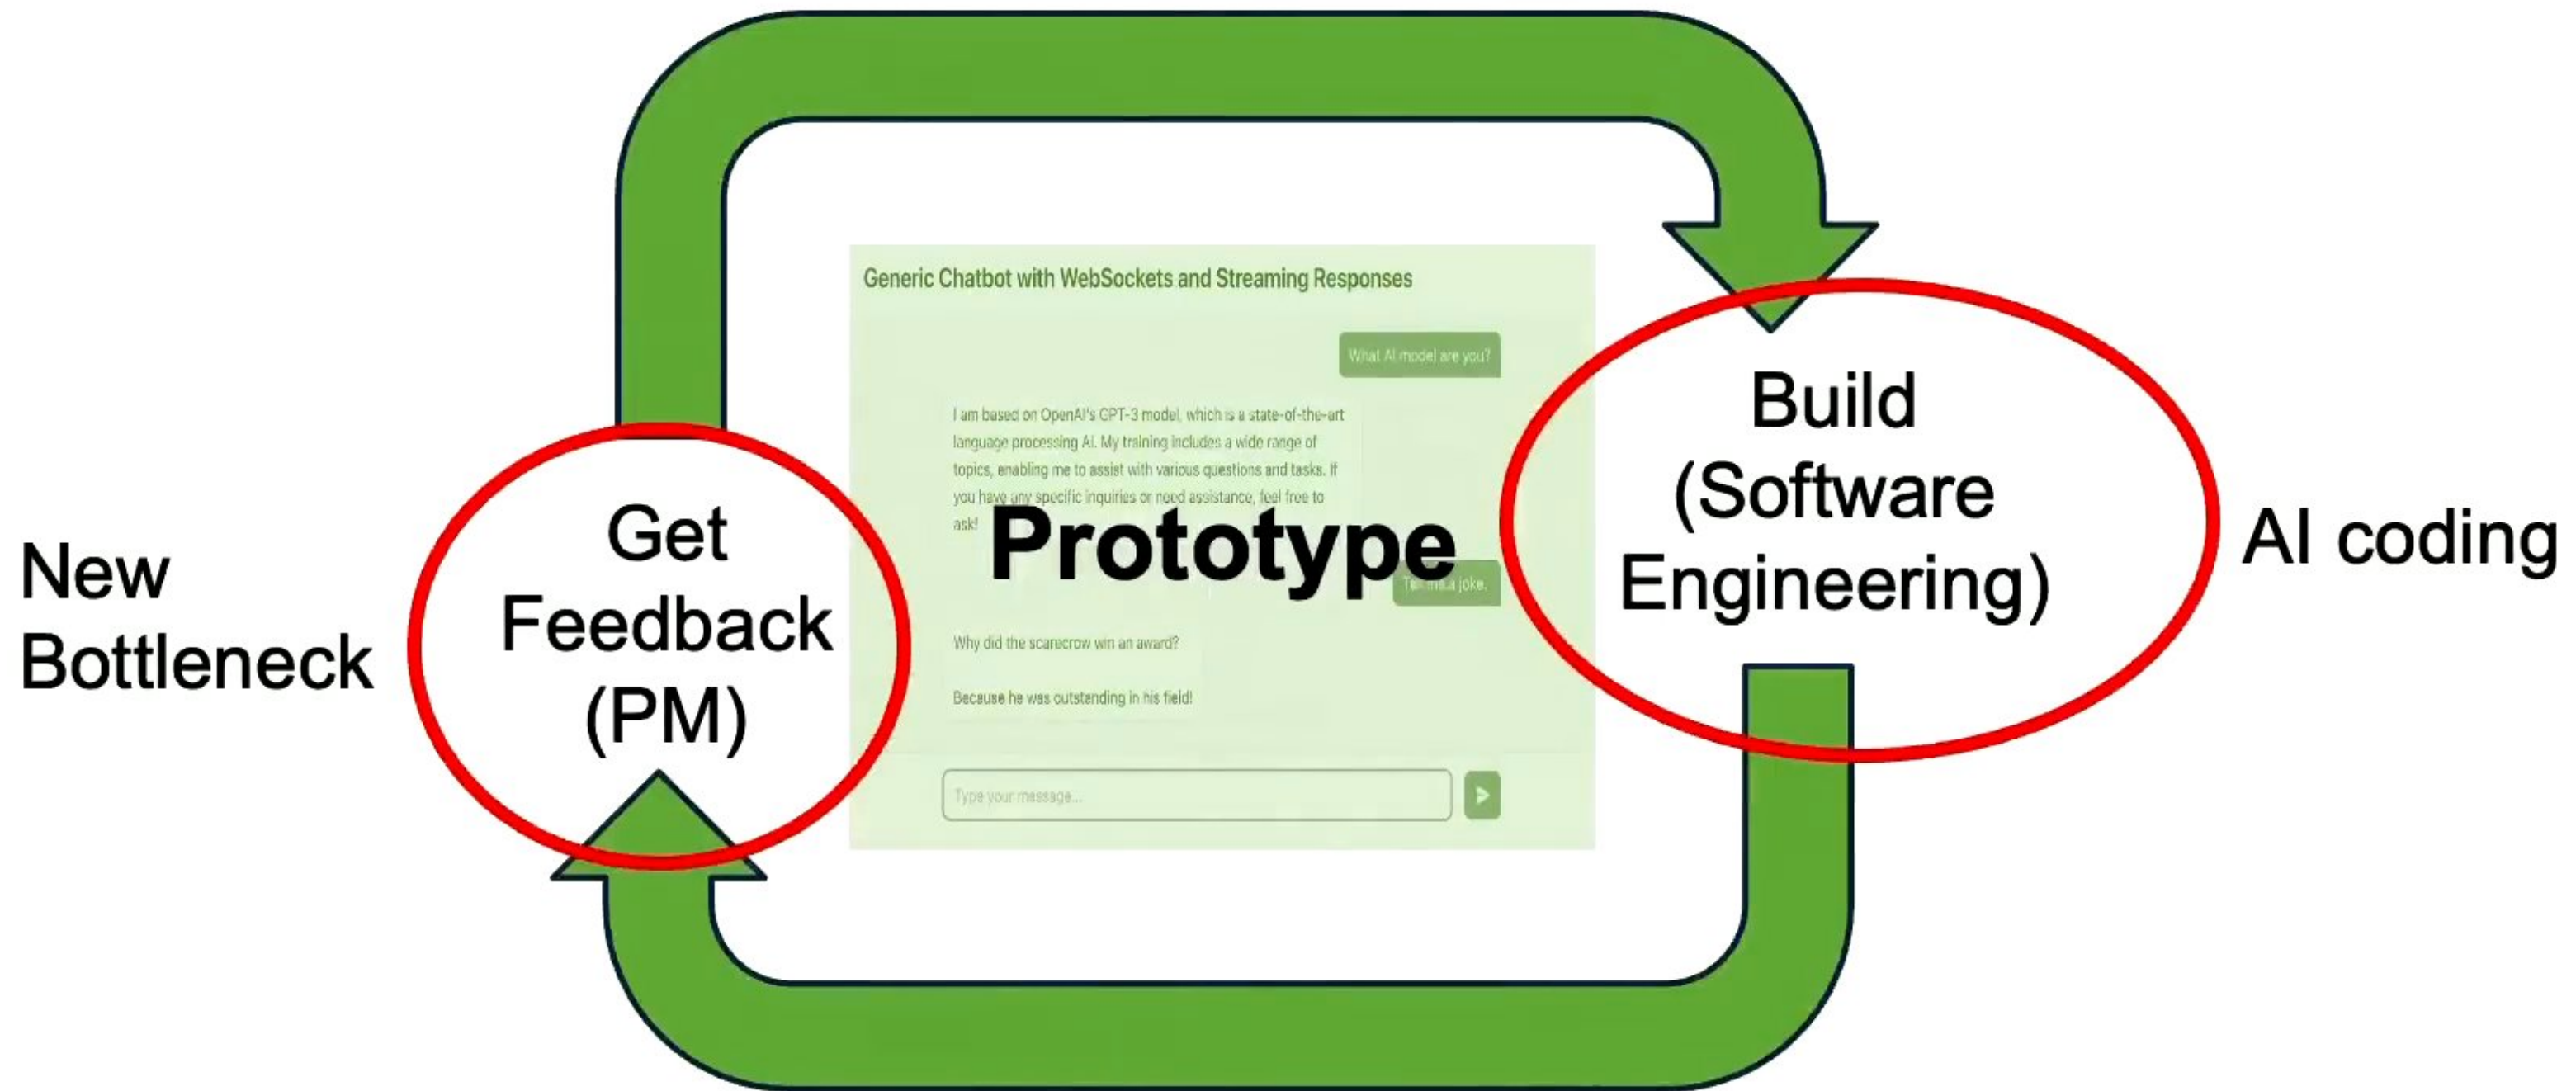 Generic Chatbot with WebSockets and Streaming Responses
What AI model are you?
I am based on OpenAI's GPT-3 model, which is a state-of-the-art
language processing AI. My training includes a wide range of
topics, enabling me to assist with various questions and tasks. If
you have any specific inquiries or need assistance, feel free to
ask!
Prototype
Tell me a joke.
Why did the scarecrow win an award?
Because he was outstanding in his field!
Type your message...
New
Bottleneck
Get
Feedback
(PM)
Build
(Software
Engineering)
AI coding